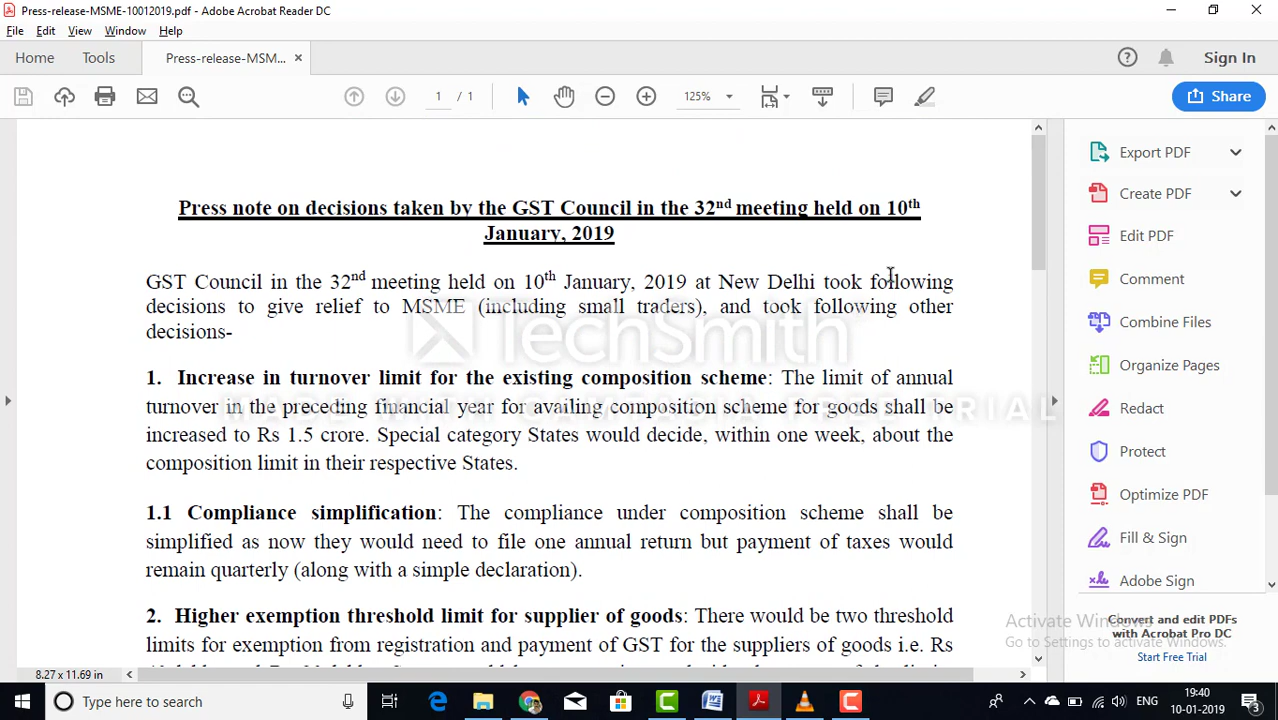 Press-release-MSME-10012019.pdf - Adobe Acrobat Reader DC
File Edit View Window Help
Home Tools Press-release-MSM... ×
Sign In
1 / 1 125% Share
Press note on decisions taken by the GST Council in the 32nd meeting held on 10th
January, 2019
GST Council in the 32nd meeting held on 10th January, 2019 at New Delhi took following
decisions to give relief to MSME (including small traders), and took following other
decisions-
1. Increase in turnover limit for the existing composition scheme: The limit of annual
turnover in the preceding financial year for availing composition scheme for goods shall be
increased to Rs 1.5 crore. Special category States would decide, within one week, about the
composition limit in their respective States.
1.1 Compliance simplification: The compliance under composition scheme shall be
simplified as now they would need to file one annual return but payment of taxes would
remain quarterly (along with a simple declaration).
2. Higher exemption threshold limit for supplier of goods: There would be two threshold
limits for exemption from registration and payment of GST for the suppliers of goods i.e. Rs
TechSmith
MADE WITH CAMTASIA FREE TRIAL
Export PDF
Create PDF
Edit PDF
Comment
Combine Files
Organize Pages
Redact
Protect
Optimize PDF
Fill & Sign
Adobe Sign
Convert and edit PDFs
with Acrobat Pro DC
Start Free Trial
Activate Windows
Go to Settings to activate Windows.
8.27 x 11.69 in
Type here to search
ENG
19:40
10-01-2019
3